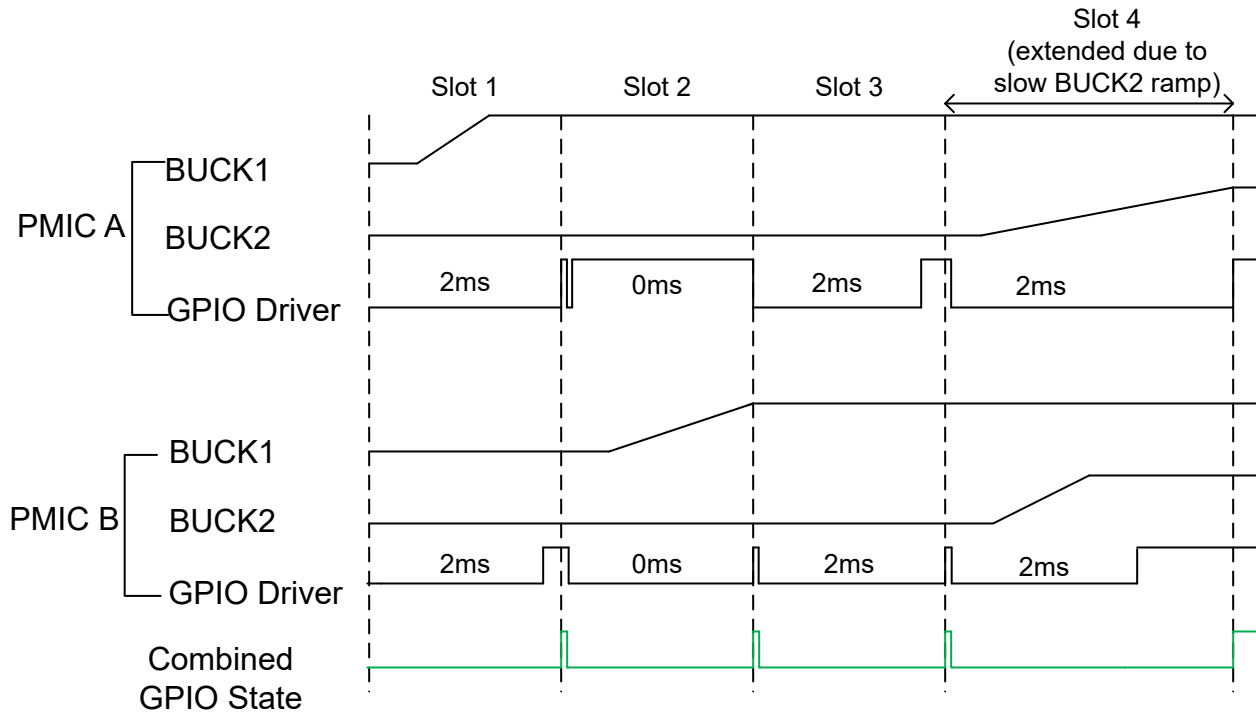 Slot 4
(extended due to
slow BUCK2 ramp)
Slot 1
Slot 2
Slot 3
BUCK1
PMIC A
BUCK2
2ms
0ms
2ms
2ms
GPIO Driver
BUCK1
PMIC B
BUCK2
2ms
0ms
2ms
2ms
GPIO Driver
Combined
GPIO State